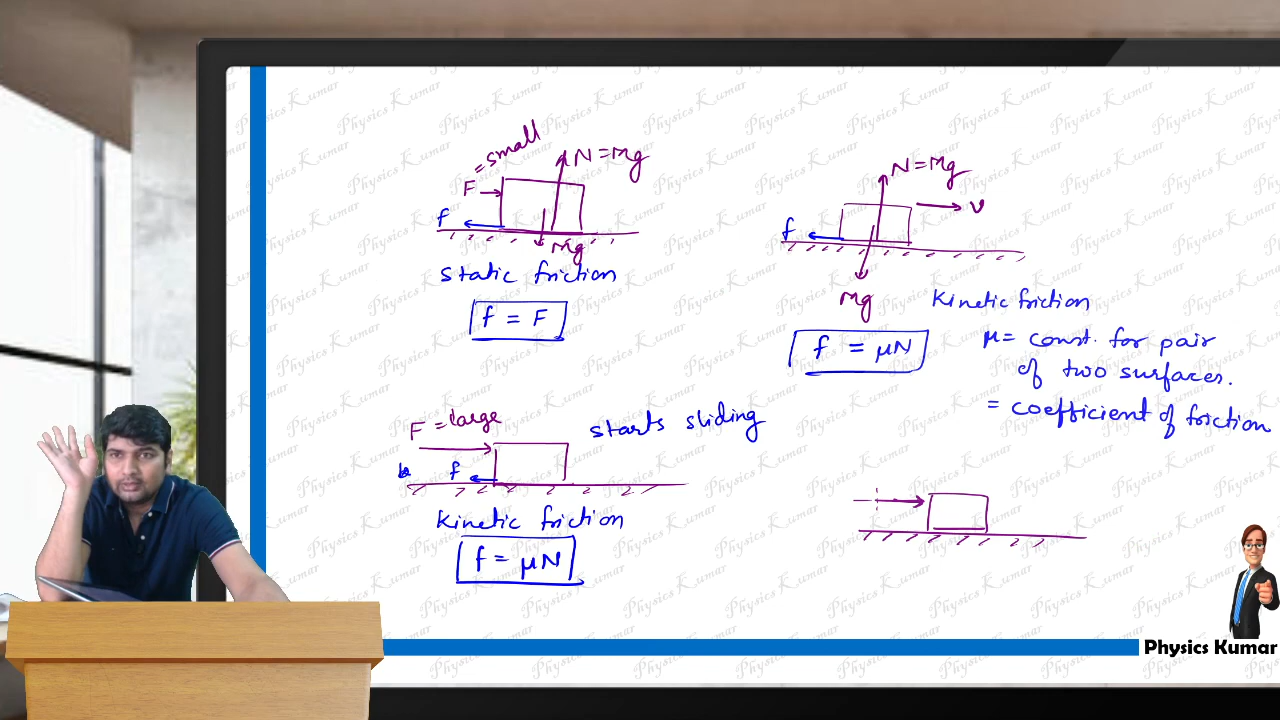 F = small
N = Mg
f
Mg
Static friction
f = F
N = Mg
v
f
Mg
Kinetic friction
f = μN
μ = const. for pair
of two surfaces.
= coefficient of friction
F = large
starts sliding
f
Kinetic friction
f = μN
Physics Kumar